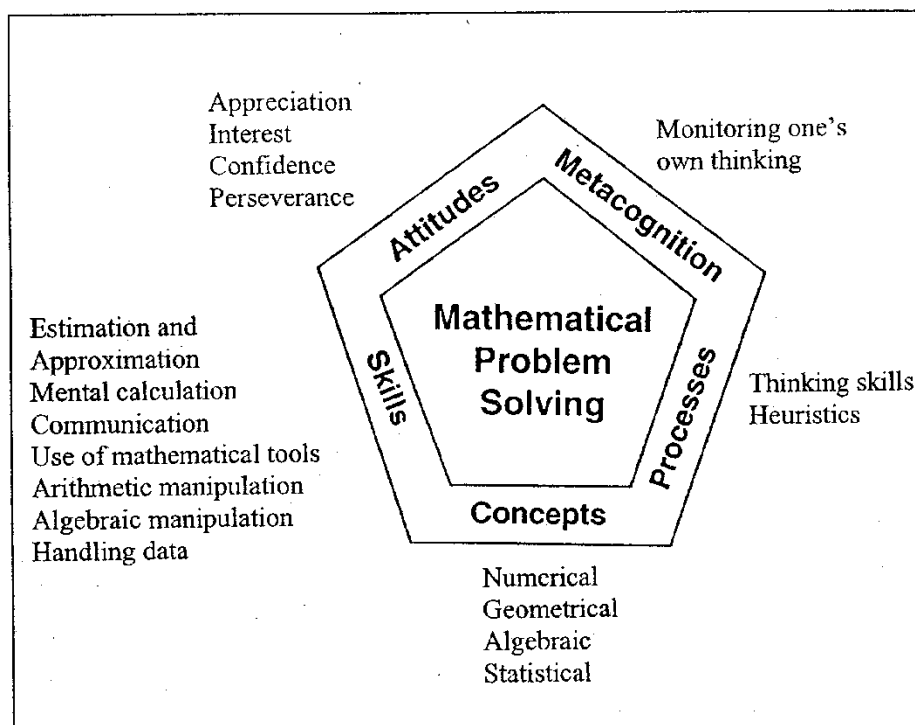 Appreciation
Interest
Confidence
Perseverance
Monitoring one's
own thinking
Attitudes
Metacognition
Mathematical
Problem
Solving
Estimation and
Approximation
Mental calculation
Communication
Use of mathematical tools
Arithmetic manipulation
Algebraic manipulation
Handling data
Skills
Processes
Thinking skills
Heuristics
Concepts
Numerical
Geometrical
Algebraic
Statistical